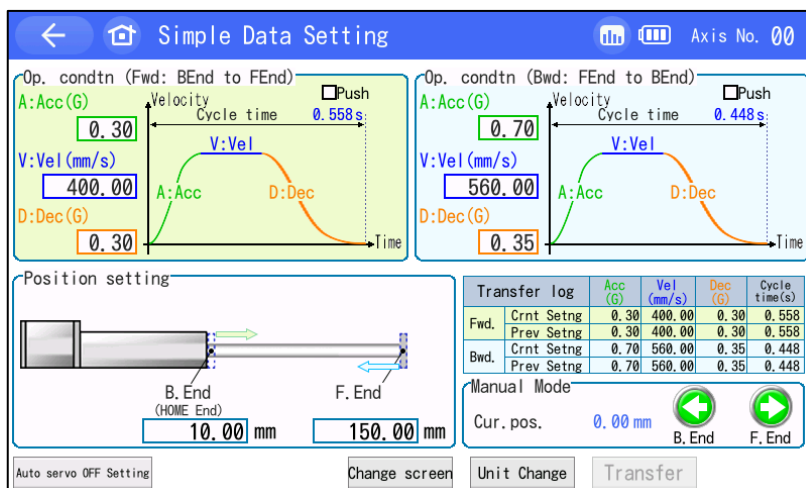 Simple Data Setting Axis No. 00
Op. condtn (Fwd: BEnd to FEnd)
A:Acc(G)
0.30
V:Vel(mm/s)
400.00
D:Dec(G)
0.30
Velocity
Push
Cycle time 0.558s
V:Vel
A:Acc D:Dec
Time
Op. condtn (Bwd: FEnd to BEnd)
A:Acc(G)
0.70
V:Vel(mm/s)
560.00
D:Dec(G)
0.35
Velocity
Push
Cycle time 0.448s
V:Vel
A:Acc D:Dec
Time
Position setting
B.End F.End
(HOME End)
10.00 mm 150.00 mm
Transfer log Acc (G) Vel (mm/s) Dec (G) Cycle time(s)
Fwd. Crnt Setng 0.30 400.00 0.30 0.558
Prev Setng 0.30 400.00 0.30 0.558
Bwd. Crnt Setng 0.70 560.00 0.35 0.448
Prev Setng 0.70 560.00 0.35 0.448
Manual Mode
Cur.pos. 0.00 mm
B.End F.End
Auto servo OFF Setting Change screen Unit Change Transfer